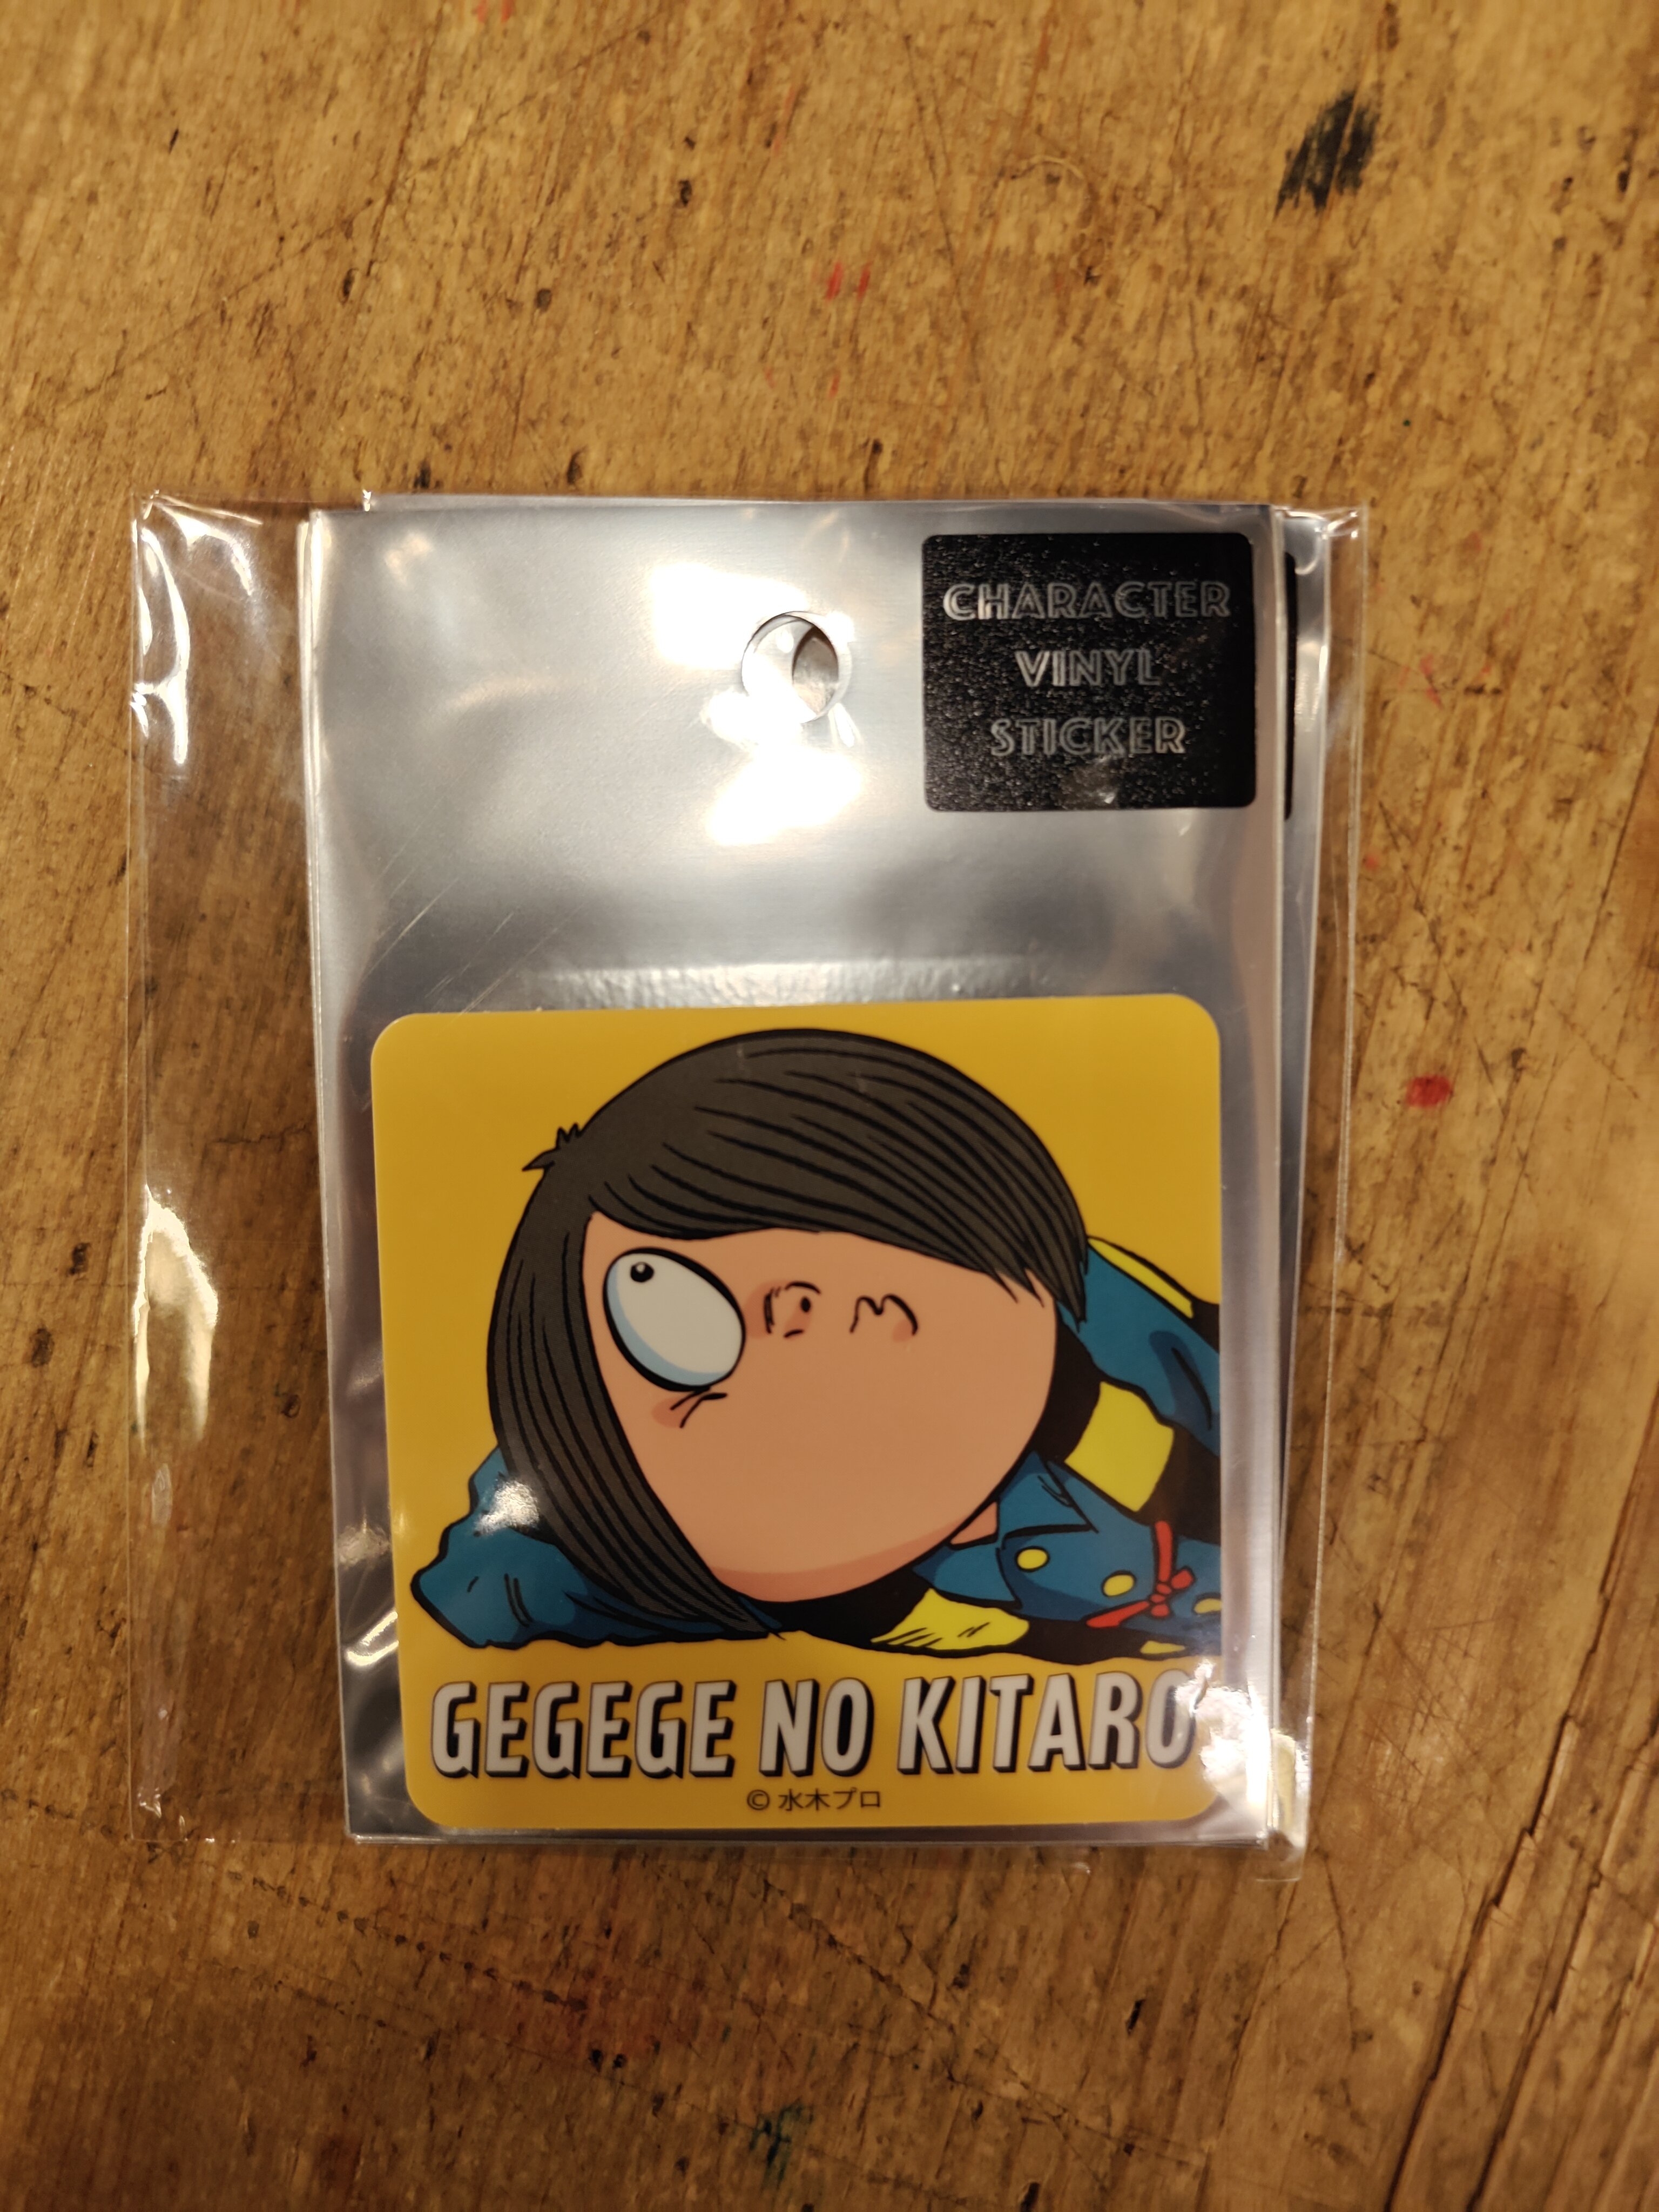 CHARACTER
VINYL
STICKER
GEGEGE NO KITARO
© 水木プロ